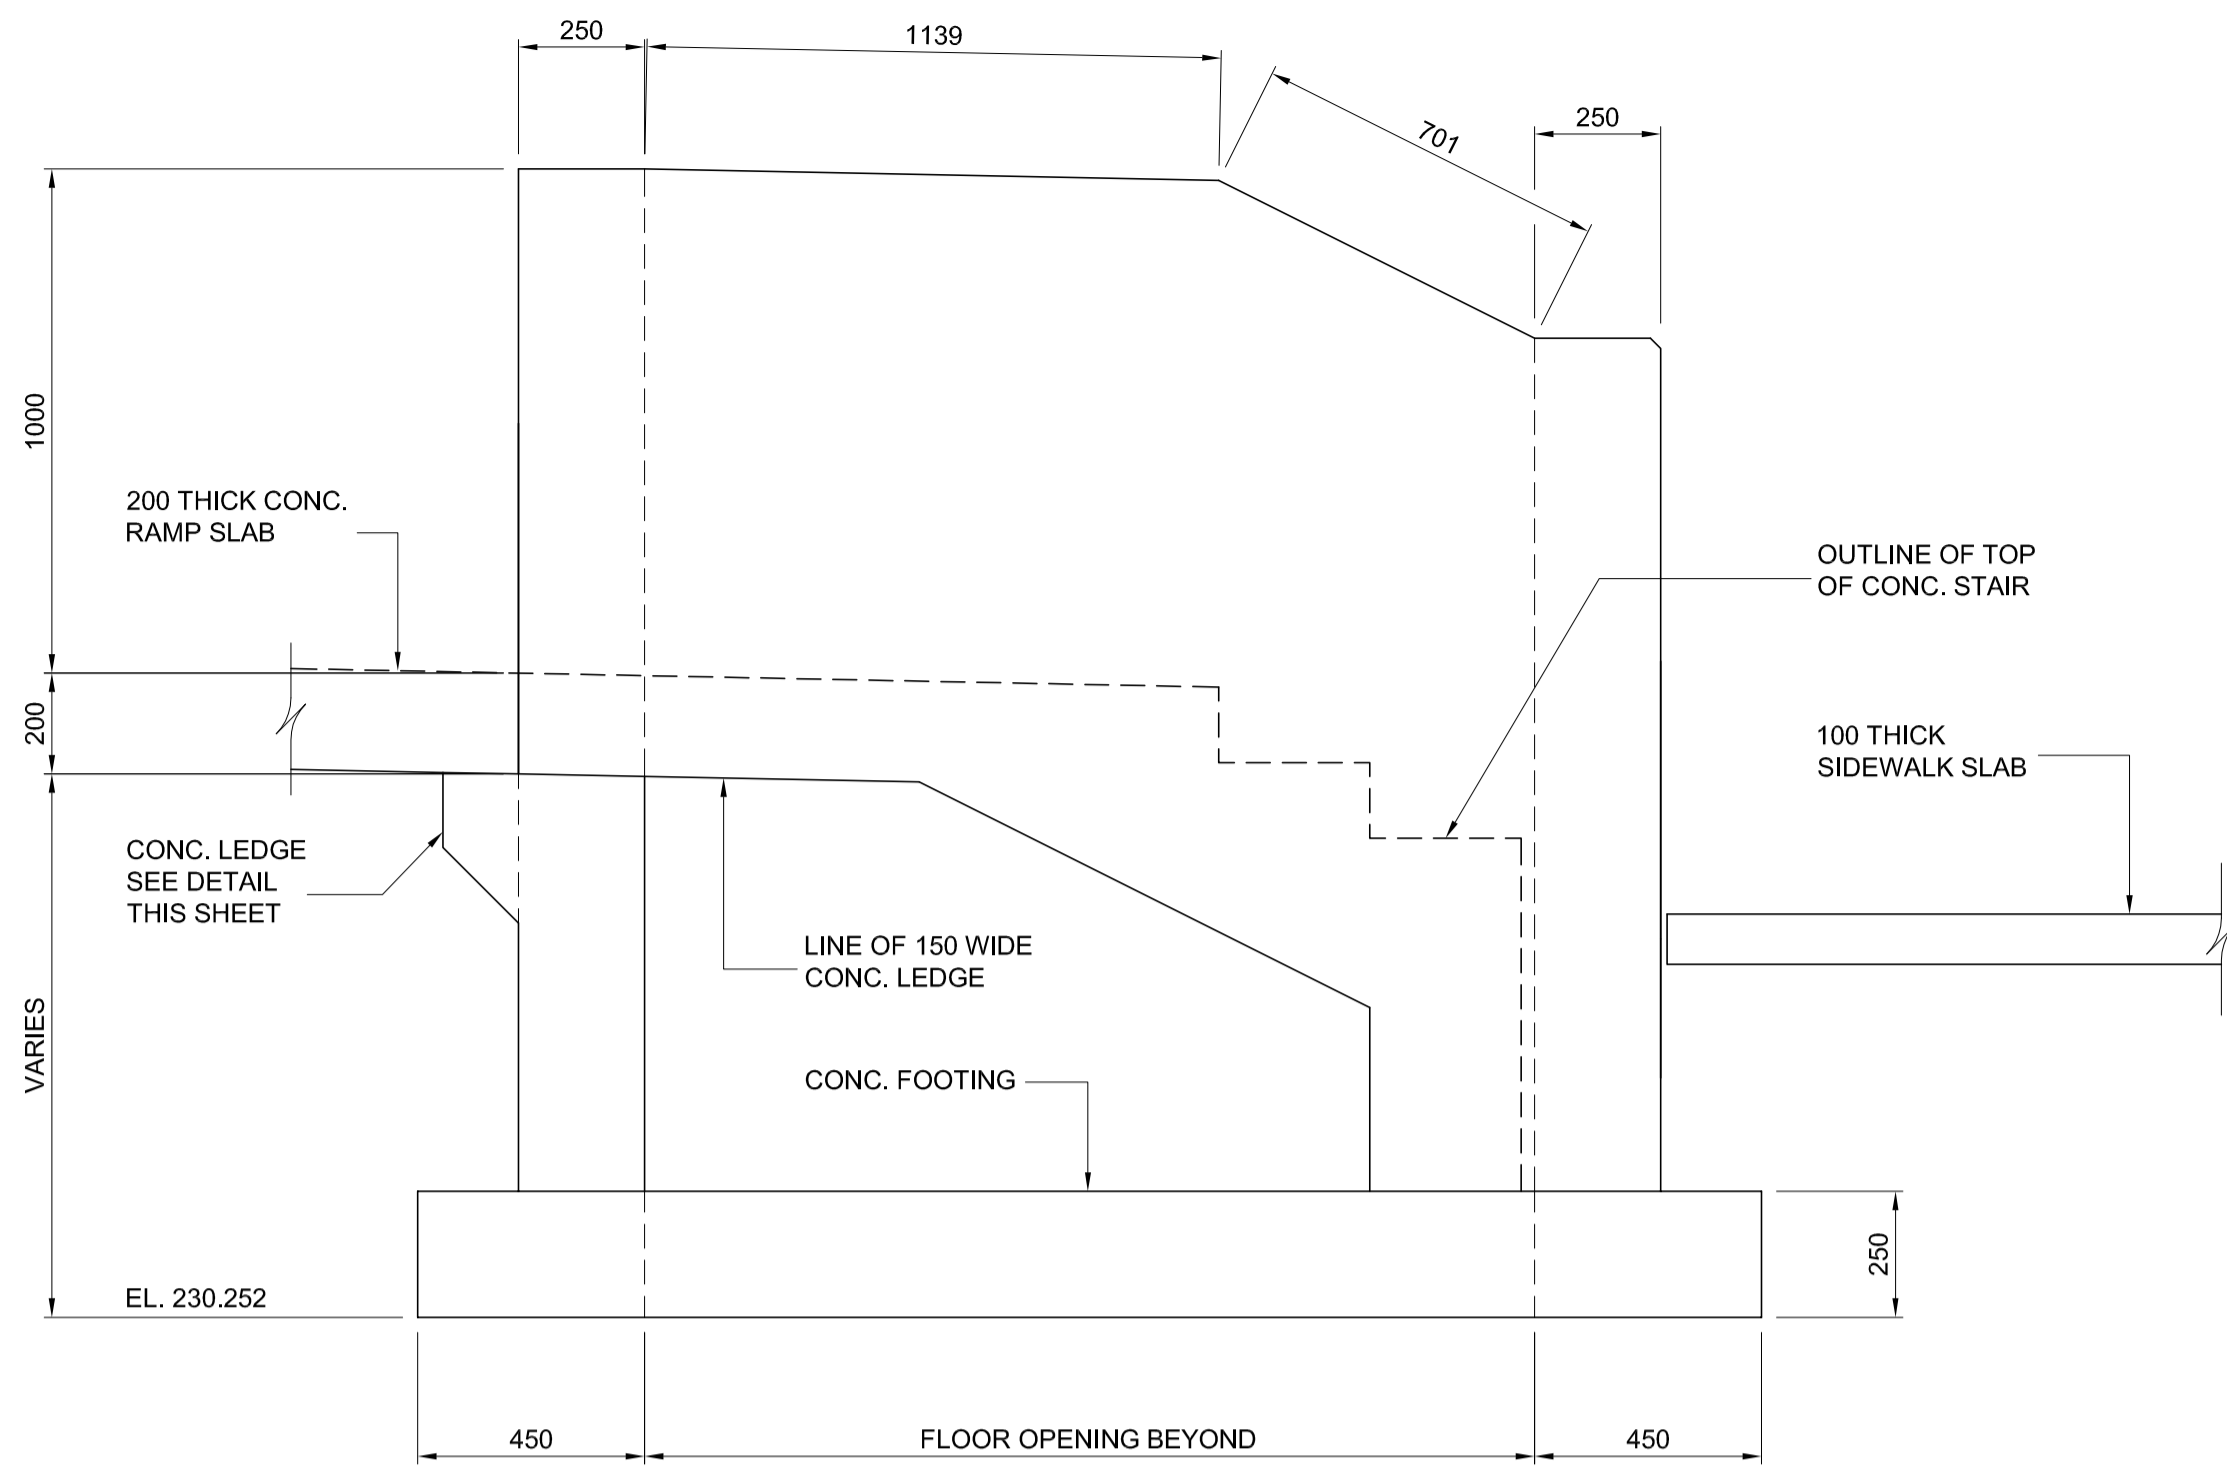 250
1139
701
250
1000
200 THICK CONC.
RAMP SLAB
OUTLINE OF TOP
OF CONC. STAIR
200
100 THICK
SIDEWALK SLAB
CONC. LEDGE
SEE DETAIL
THIS SHEET
LINE OF 150 WIDE
CONC. LEDGE
VARIES
CONC. FOOTING
250
EL. 230.252
450
FLOOR OPENING BEYOND
450